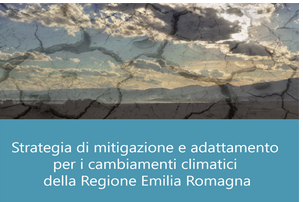 Strategia di mitigazione e adattamento
per i cambiamenti climatici
della Regione Emilia Romagna